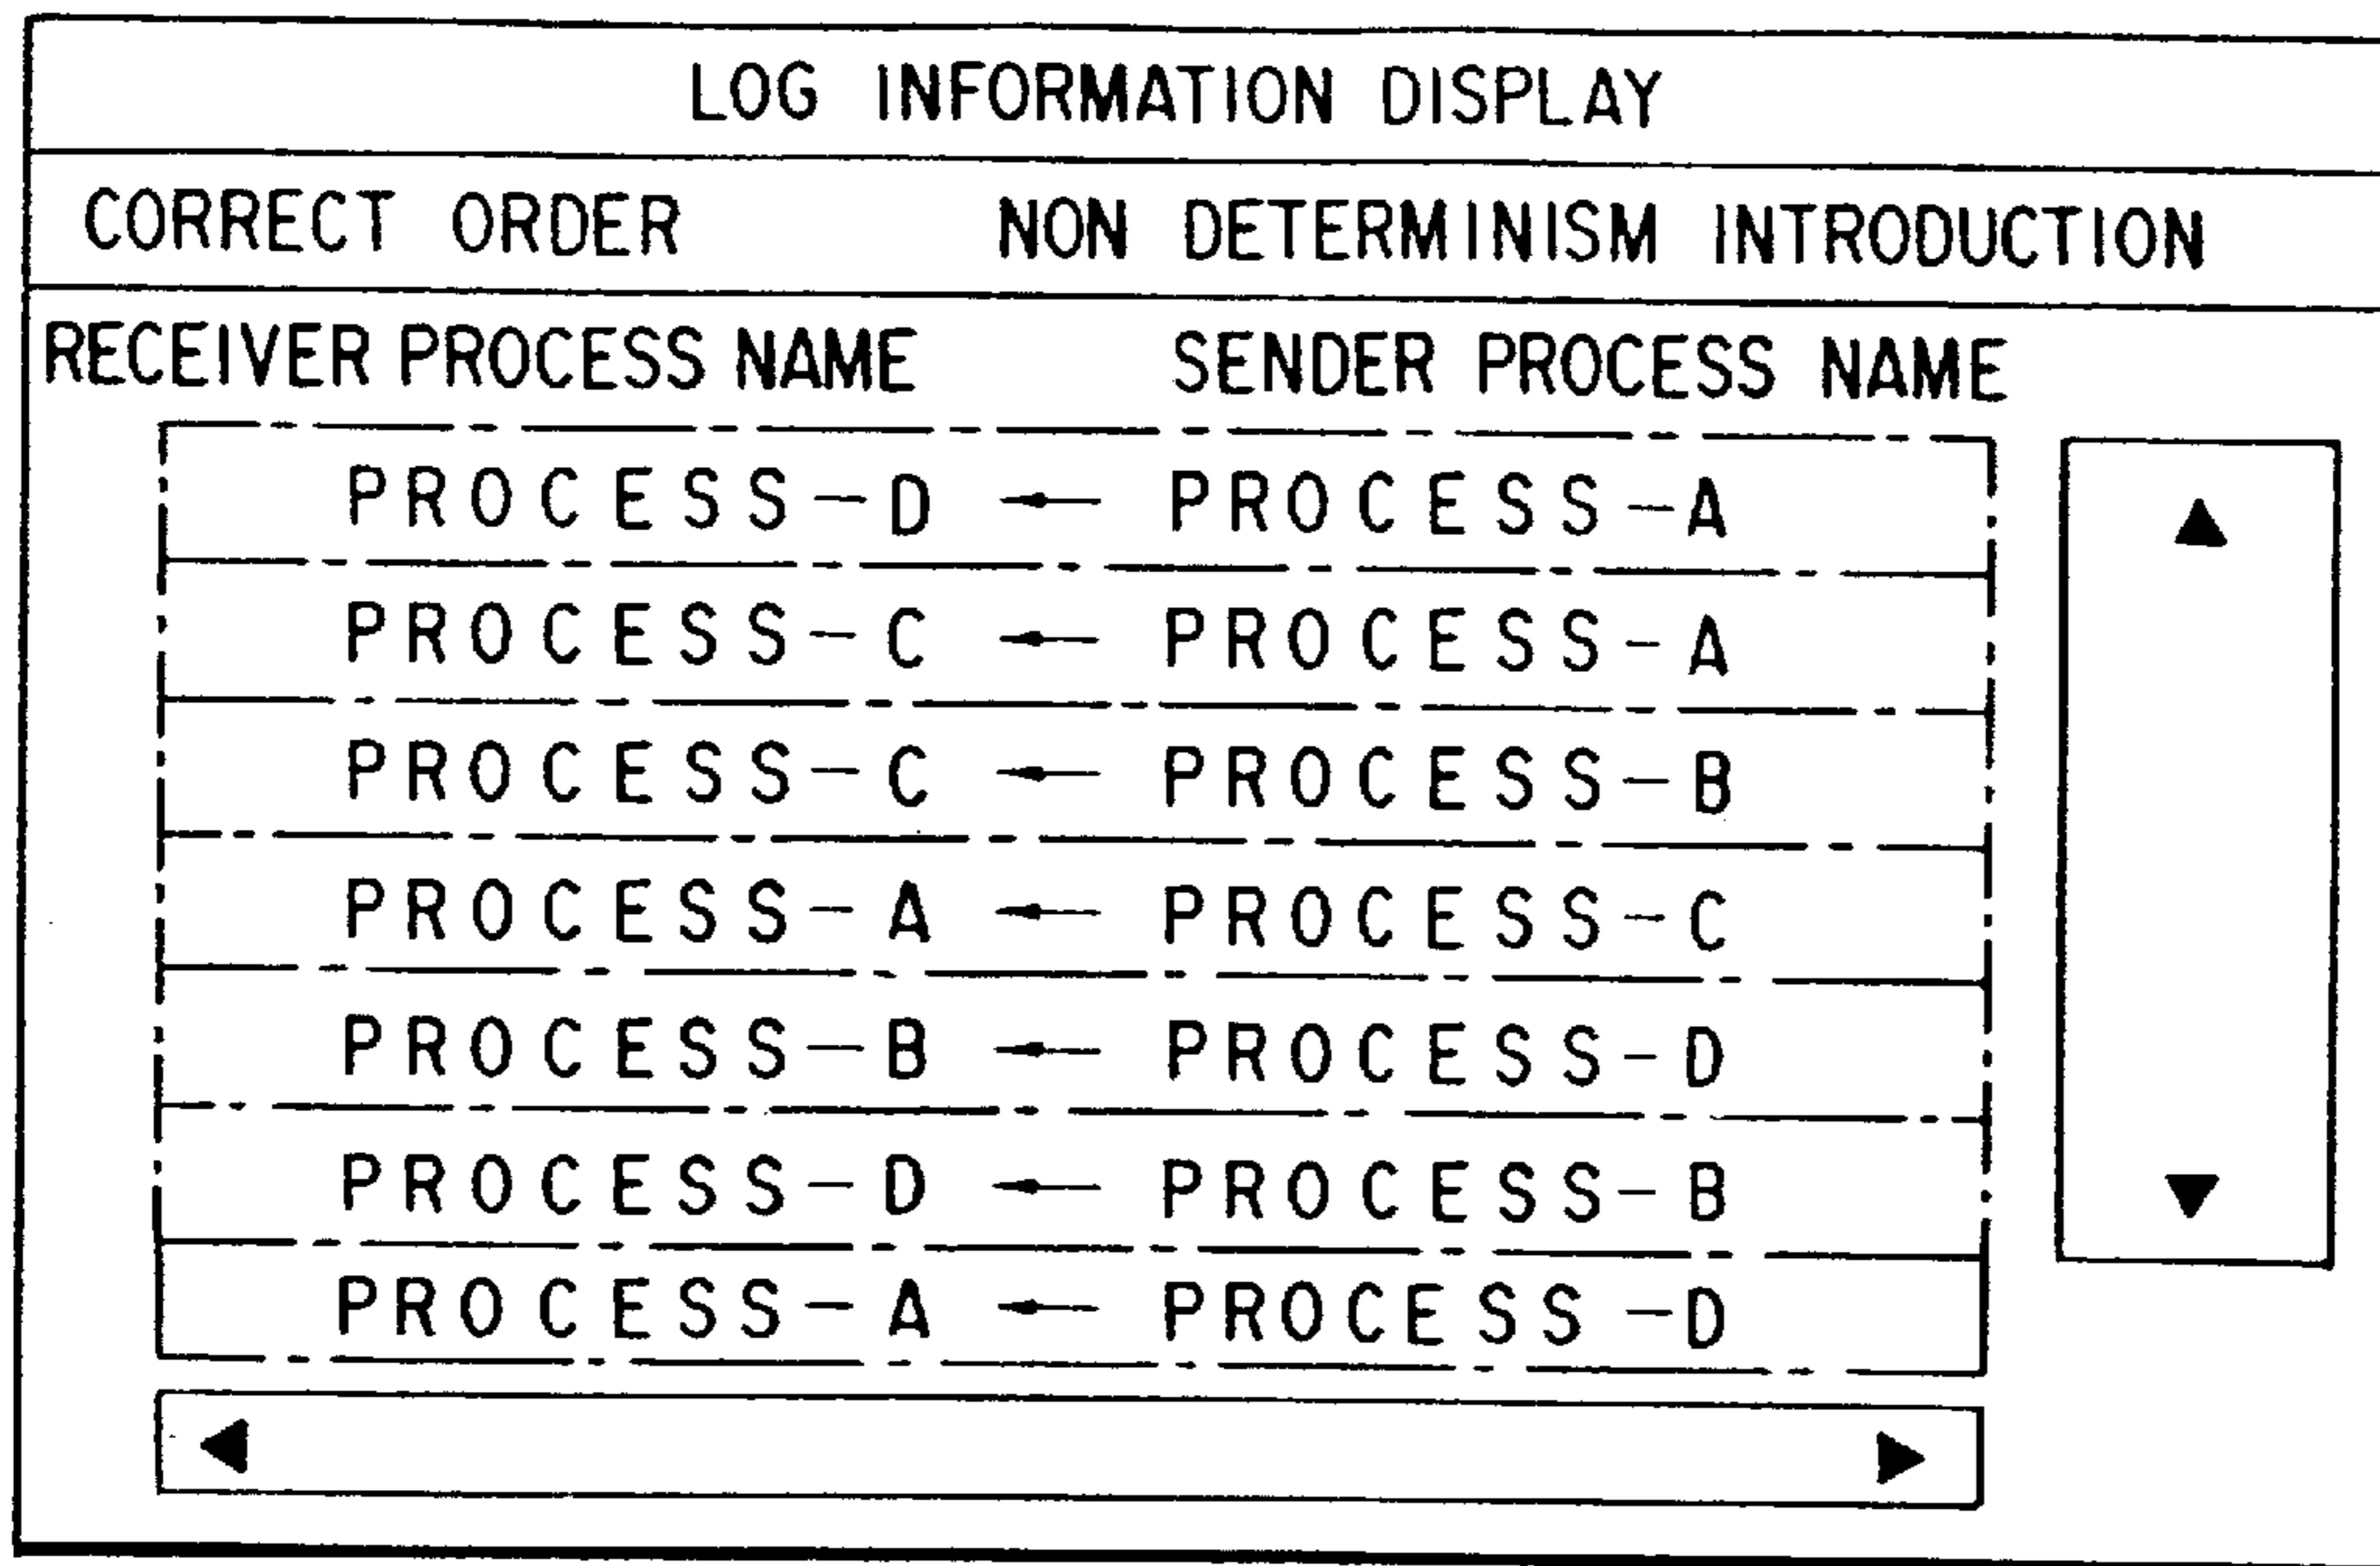 LOG INFORMATION DISPLAY
CORRECT ORDER NON DETERMINISM INTRODUCTION
RECEIVER PROCESS NAME SENDER PROCESS NAME
PROCESS-D ← PROCESS-A
PROCESS-C ← PROCESS-A
PROCESS-C ← PROCESS-B
PROCESS-A ← PROCESS-C
PROCESS-B ← PROCESS-D
PROCESS-D ← PROCESS-B
PROCESS-A ← PROCESS-D